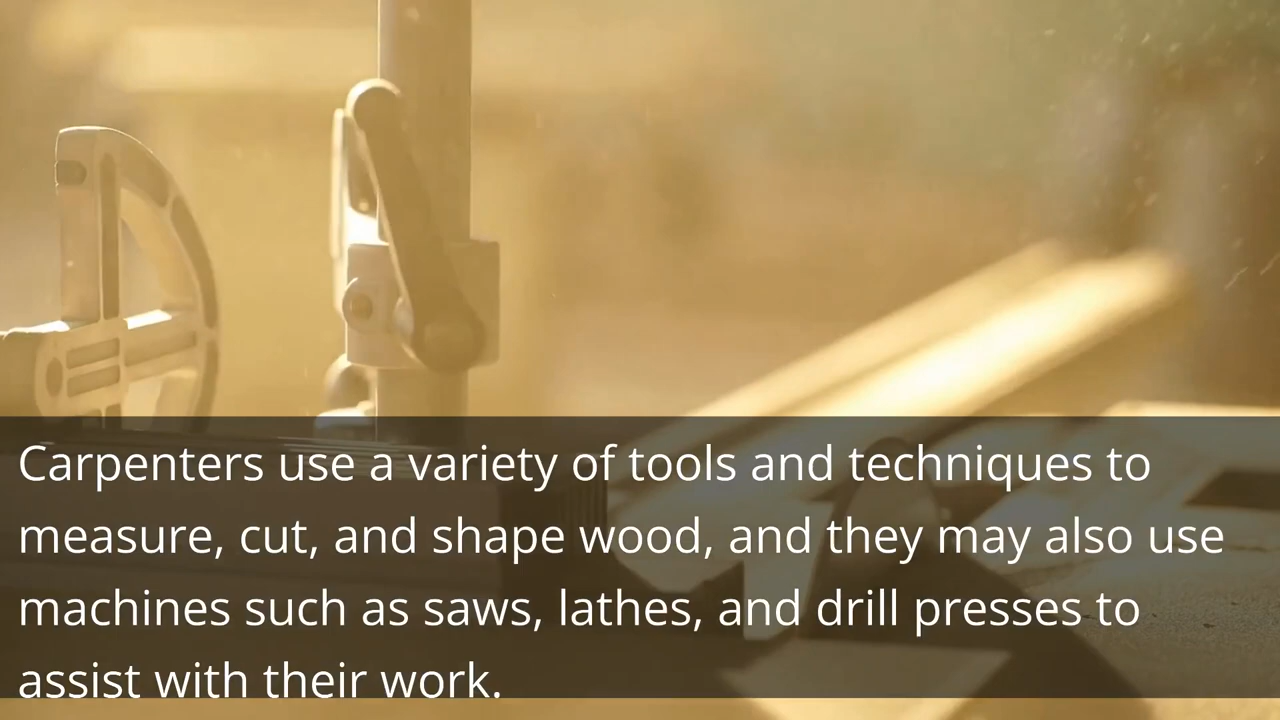 Carpenters use a variety of tools and techniques to
measure, cut, and shape wood, and they may also use
machines such as saws, lathes, and drill presses to
assist with their work.